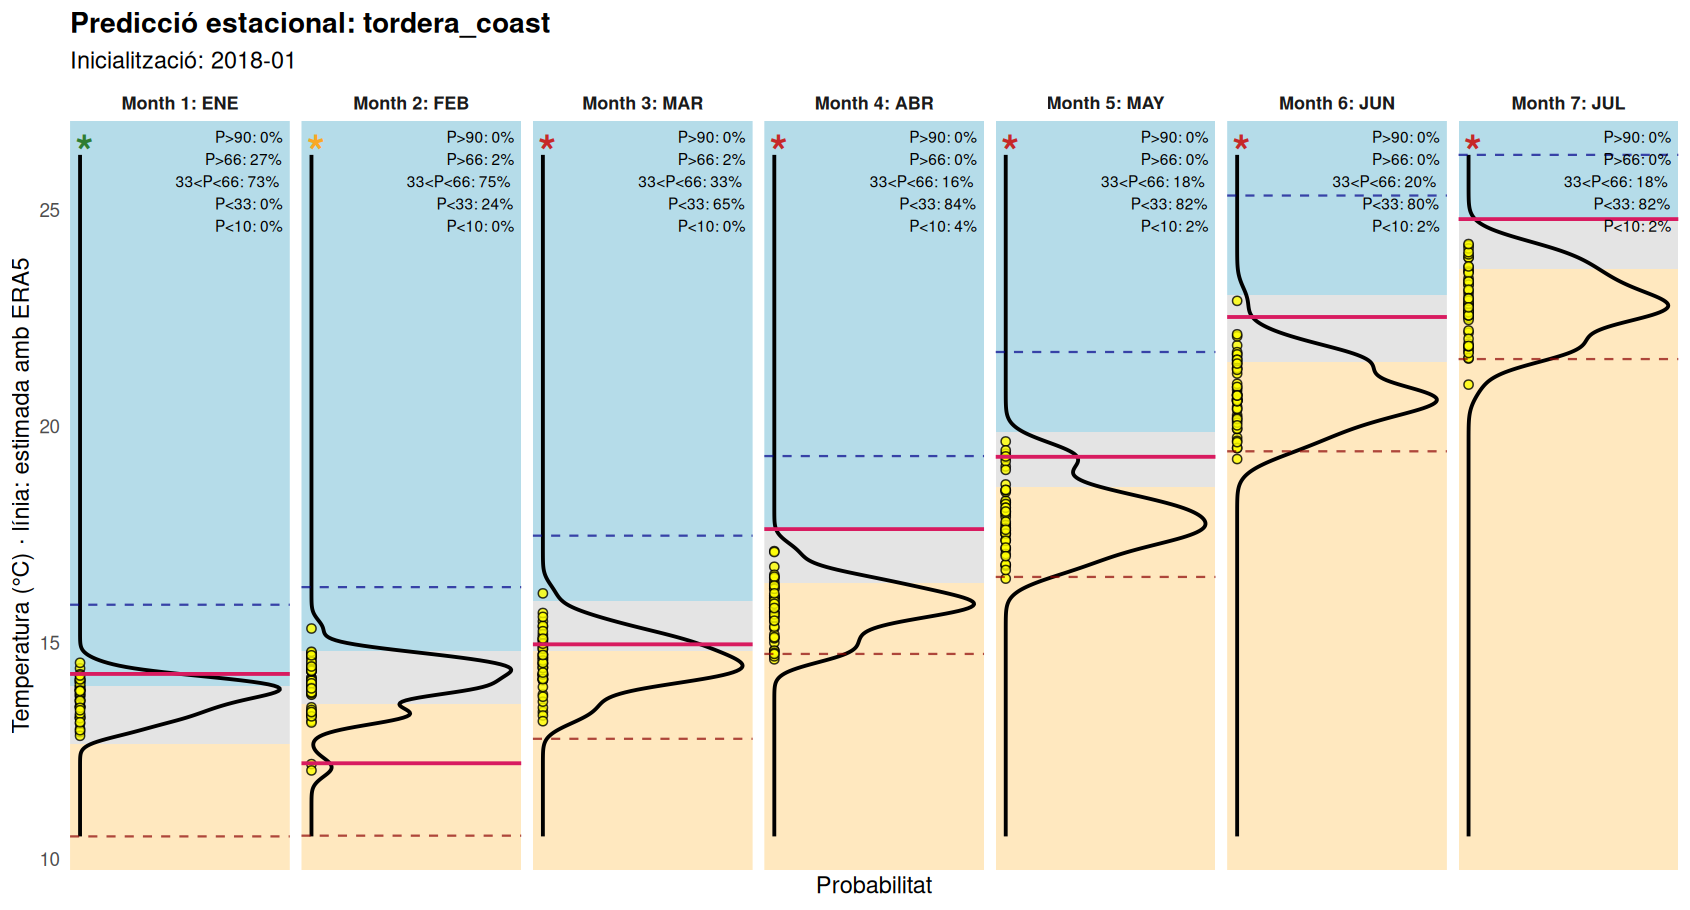 Predicció estacional: tordera_coast
Inicialització: 2018-01
Month 1: ENE
Month 2: FEB
Month 3: MAR
Month 4: ABR
Month 5: MAY
Month 6: JUN
Month 7: JUL
*
P>90: 0%
P>66: 27%
33<P<66: 73%
P<33: 0%
P<10: 0%
*
P>90: 0%
P>66: 2%
33<P<66: 75%
P<33: 24%
P<10: 0%
*
P>90: 0%
P>66: 2%
33<P<66: 33%
P<33: 65%
P<10: 0%
*
P>90: 0%
P>66: 0%
33<P<66: 16%
P<33: 84%
P<10: 4%
*
P>90: 0%
P>66: 0%
33<P<66: 18%
P<33: 82%
P<10: 2%
*
P>90: 0%
P>66: 0%
33<P<66: 20%
P<33: 80%
P<10: 2%
*
P>90: 0%
P>66: 0%
33<P<66: 18%
P<33: 82%
P<10: 2%
25
20
15
10
Temperatura (°C) · línia: estimada amb ERA5
Probabilitat